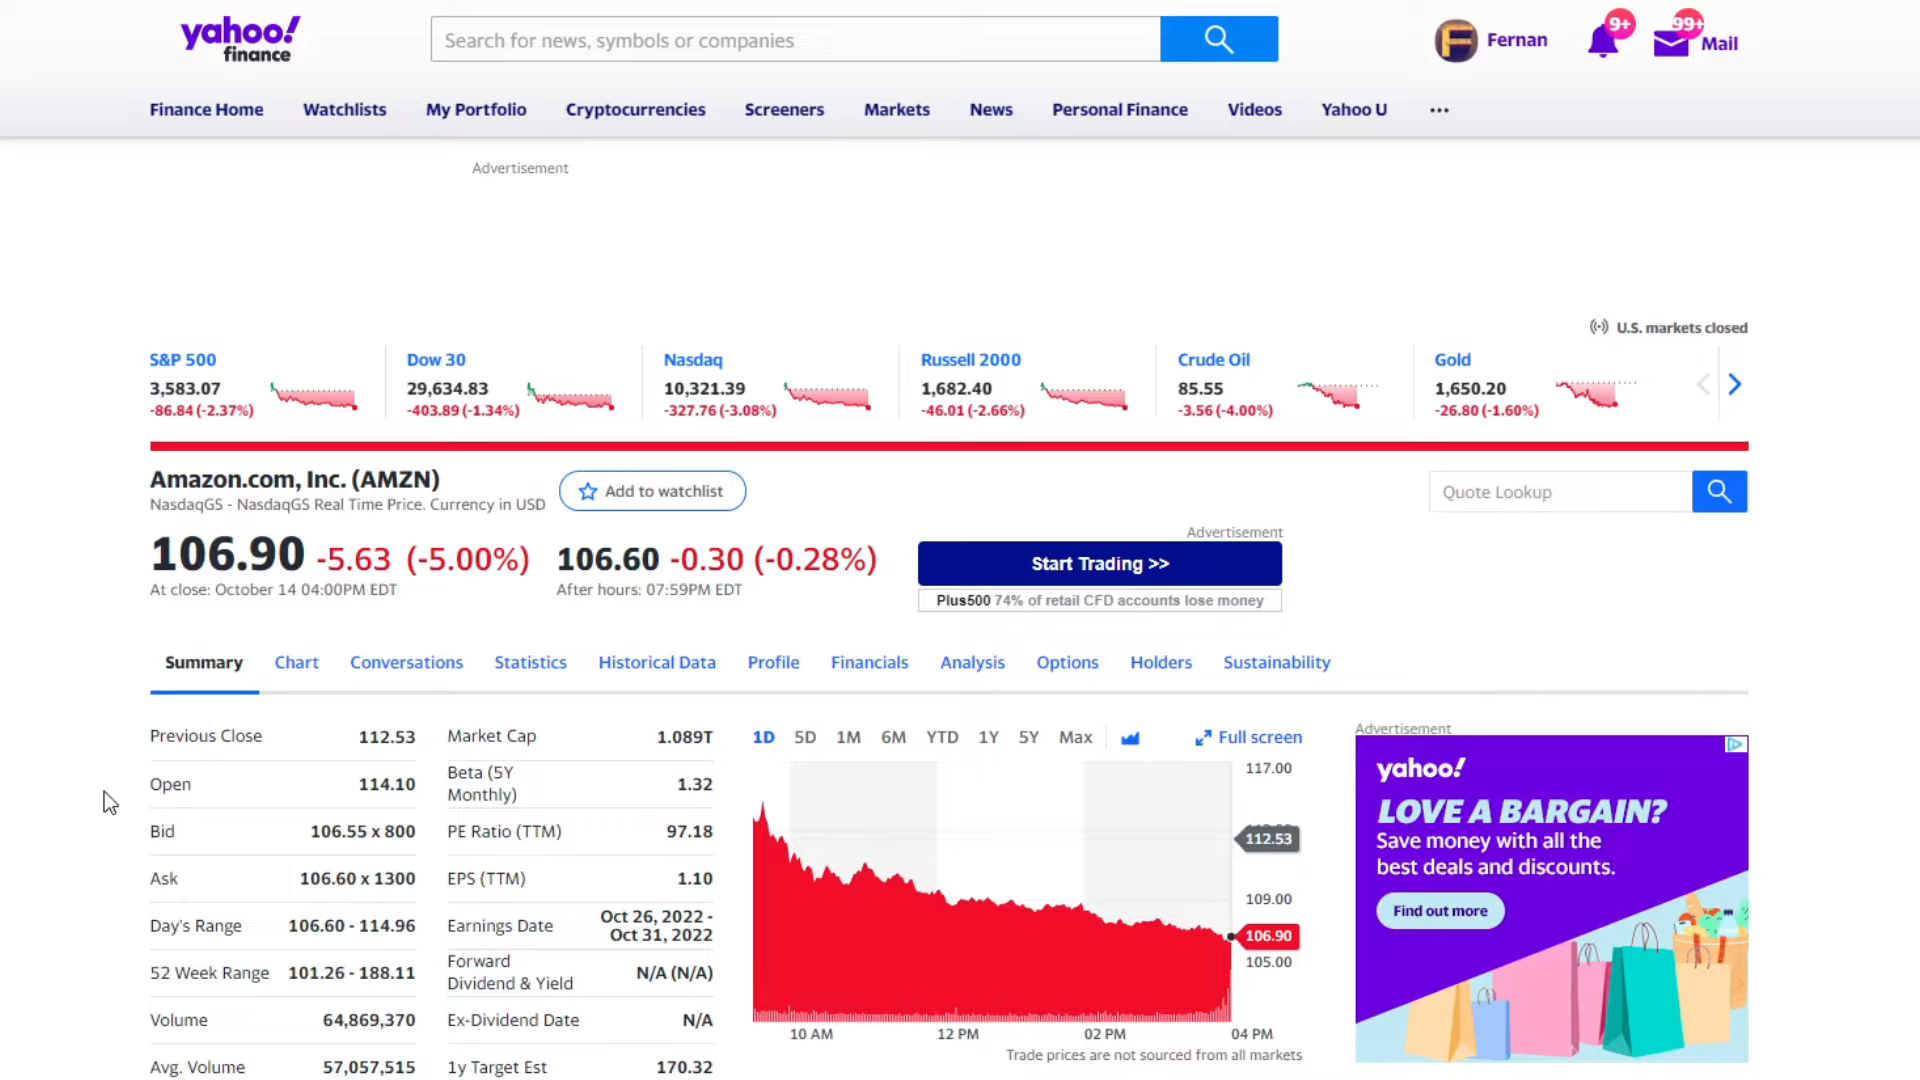 yahoo!
finance
Search for news, symbols or companies
Fernan
9+
99+
Mail
Finance Home Watchlists My Portfolio Cryptocurrencies Screeners Markets News Personal Finance Videos Yahoo U ...
Advertisement
U.S. markets closed
S&P 500 Dow 30 Nasdaq Russell 2000 Crude Oil Gold
3,583.07 29,634.83 10,321.39 1,682.40 85.55 1,650.20
-86.84 (-2.37%) -403.89 (-1.34%) -327.76 (-3.08%) -46.01 (-2.66%) -3.56 (-4.00%) -26.80 (-1.60%)
Amazon.com, Inc. (AMZN)
NasdaqGS - NasdaqGS Real Time Price. Currency in USD
Add to watchlist
Quote Lookup
106.90 -5.63 (-5.00%) 106.60 -0.30 (-0.28%)
At close: October 14 04:00PM EDT After hours: 07:59PM EDT
Advertisement
Start Trading >>
Plus500 74% of retail CFD accounts lose money
Summary Chart Conversations Statistics Historical Data Profile Financials Analysis Options Holders Sustainability
Previous Close 112.53
Open 114.10
Bid 106.55 x 800
Ask 106.60 x 1300
Day's Range 106.60 - 114.96
52 Week Range 101.26 - 188.11
Volume 64,869,370
Avg. Volume 57,057,515
Market Cap 1.089T
Beta (5Y
Monthly) 1.32
PE Ratio (TTM) 97.18
EPS (TTM) 1.10
Earnings Date Oct 26, 2022 -
Oct 31, 2022
Forward
Dividend & Yield N/A (N/A)
Ex-Dividend Date N/A
1y Target Est 170.32
1D 5D 1M 6M YTD 1Y 5Y Max Full screen
117.00
112.53
109.00
106.90
105.00
10 AM 12 PM 02 PM 04 PM
Trade prices are not sourced from all markets
Advertisement
yahoo!
LOVE A BARGAIN?
Save money with all the
best deals and discounts.
Find out more